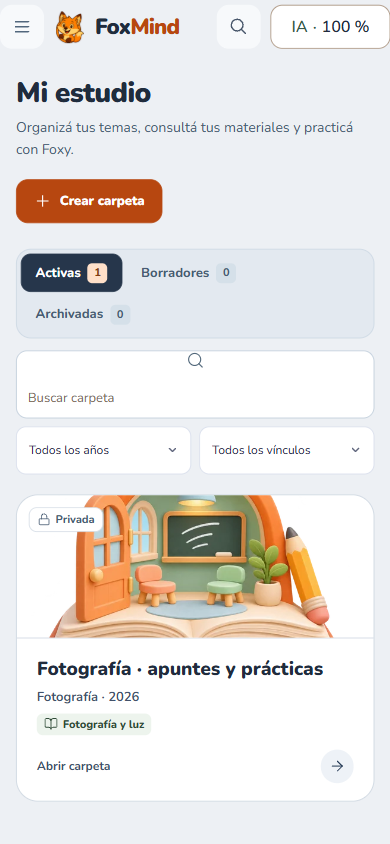 FoxMind
IA · 100 %
Mi estudio
Organizá tus temas, consultá tus materiales y practicá
con Foxy.
Crear carpeta
Activas 1
Borradores 0
Archivadas 0
Buscar carpeta
Todos los años
Todos los vínculos
Privada
Fotografía · apuntes y prácticas
Fotografía · 2026
Fotografía y luz
Abrir carpeta